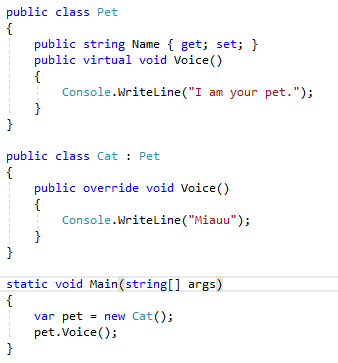 public class Pet
{
    public string Name { get; set; }
    public virtual void Voice()
    {
        Console.WriteLine("I am your pet.");
    }
}
public class Cat : Pet
{
    public override void Voice()
    {
        Console.WriteLine("Miauu");
    }
}
static void Main(string[] args)
{
    var pet = new Cat();
    pet.Voice();
}